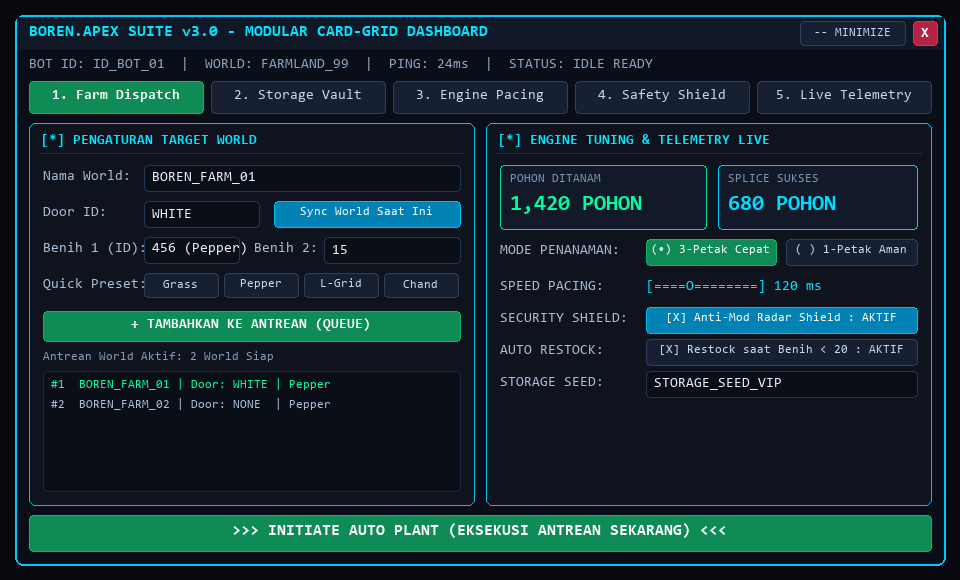 BOREN.APEX SUITE v3.0 - MODULAR CARD-GRID DASHBOARD
-- MINIMIZE
X
BOT ID: ID_BOT_01 | WORLD: FARMLAND_99 | PING: 24ms | STATUS: IDLE READY
1. Farm Dispatch
2. Storage Vault
3. Engine Pacing
4. Safety Shield
5. Live Telemetry
[*] PENGATURAN TARGET WORLD
Nama World: BOREN_FARM_01
Door ID: WHITE
Sync World Saat Ini
Benih 1 (ID): 456 (Pepper) Benih 2: 15
Quick Preset: Grass Pepper L-Grid Chand
+ TAMBAHKAN KE ANTREAN (QUEUE)
Antrean World Aktif: 2 World Siap
#1 BOREN_FARM_01 | Door: WHITE | Pepper
#2 BOREN_FARM_02 | Door: NONE | Pepper
[*] ENGINE TUNING & TELEMETRY LIVE
POHON DITANAM
1,420 POHON
SPLICE SUKSES
680 POHON
MODE PENANAMAN: (•) 3-Petak Cepat ( ) 1-Petak Aman
SPEED PACING: [====O========] 120 ms
SECURITY SHIELD: [X] Anti-Mod Radar Shield : AKTIF
AUTO RESTOCK: [X] Restock saat Benih < 20 : AKTIF
STORAGE SEED: STORAGE_SEED_VIP
>>> INITIATE AUTO PLANT (EKSEKUSI ANTREAN SEKARANG) <<<